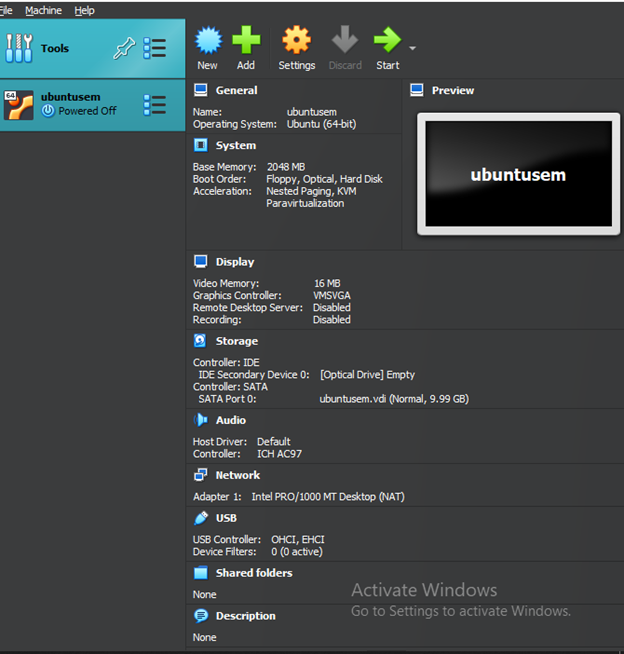 File Machine Help
Tools
New Add Settings Discard Start
64
ubuntusem
Powered Off
General
Name: ubuntusem
Operating System: Ubuntu (64-bit)
Preview
ubuntusem
System
Base Memory: 2048 MB
Boot Order: Floppy, Optical, Hard Disk
Acceleration: Nested Paging, KVM
Paravirtualization
Display
Video Memory: 16 MB
Graphics Controller: VMSVGA
Remote Desktop Server: Disabled
Recording: Disabled
Storage
Controller: IDE
IDE Secondary Device 0: [Optical Drive] Empty
Controller: SATA
SATA Port 0: ubuntusem.vdi (Normal, 9.99 GB)
Audio
Host Driver: Default
Controller: ICH AC97
Network
Adapter 1: Intel PRO/1000 MT Desktop (NAT)
USB
USB Controller: OHCI, EHCI
Device Filters: 0 (0 active)
Shared folders
None
Description
None
Activate Windows
Go to Settings to activate Windows.